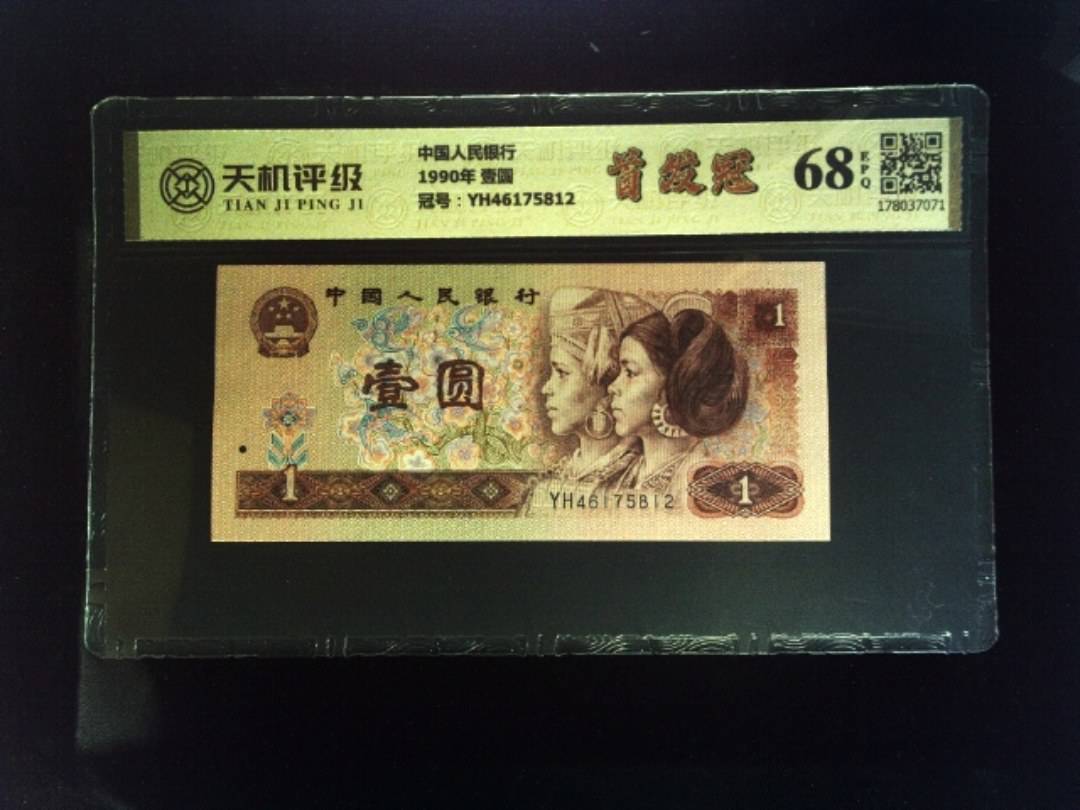 天机评级
TIAN JI PING JI
中国人民银行
1990年 壹圆
冠号：YH46175812
首发冠
68
EPQ
178037071
中國人民銀行
1
壹圆
1
YH46175812
1